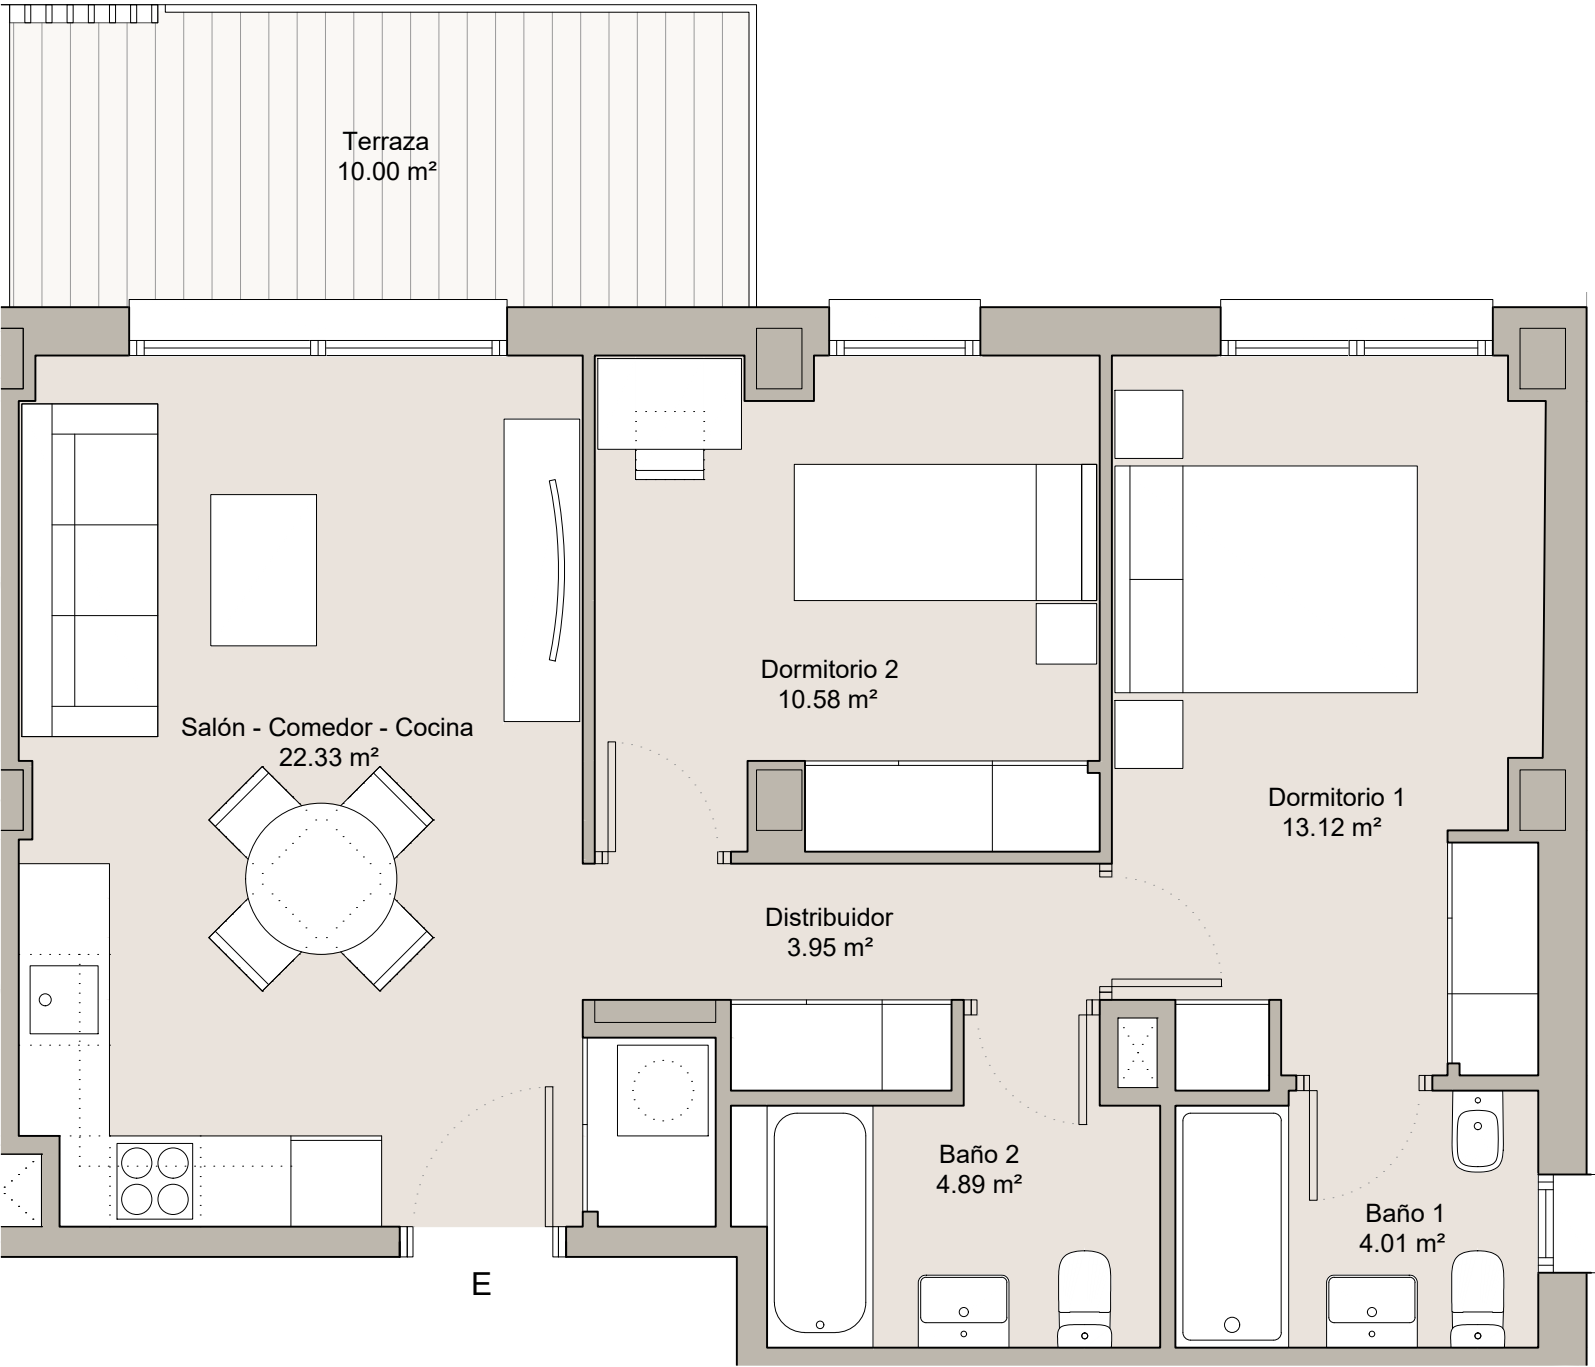 Terraza
10.00 m²
Dormitorio 2
10.58 m²
Salón - Comedor - Cocina
22.33 m²
Dormitorio 1
13.12 m²
Distribuidor
3.95 m²
Baño 2
4.89 m²
Baño 1
4.01 m²
E